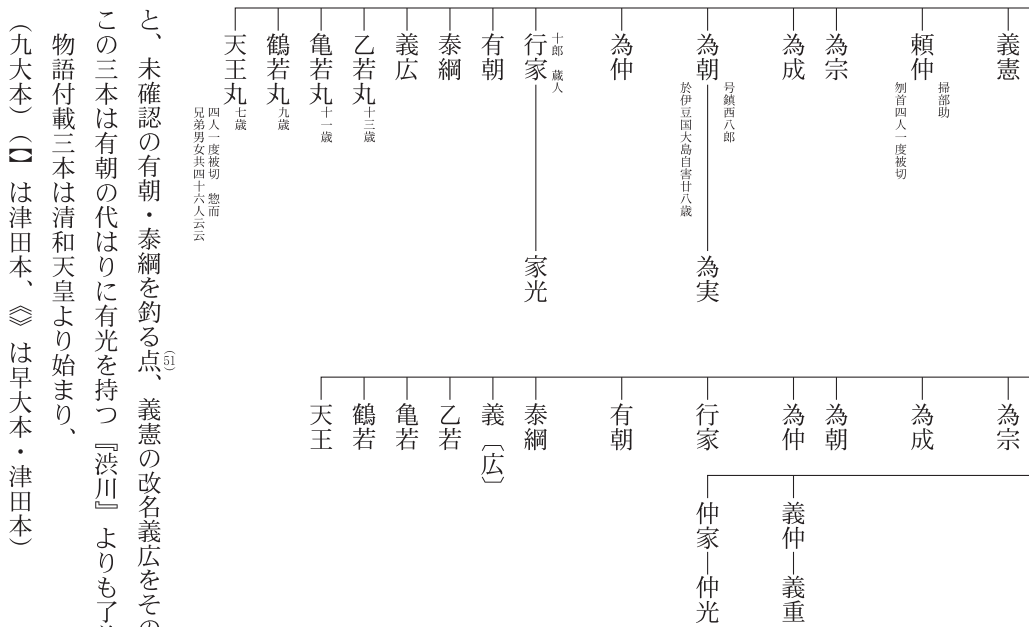 義憲
頼仲
掃部助
刎首四人一度被切
為宗
為成
為朝
号鎮西八郎
於伊豆国大島自害廿八歳
為実
為仲
行家
十郎 蔵人
家光
有朝
泰綱
義広
乙若丸十三歳
亀若丸十一歳
鶴若丸九歳
天王丸七歳
四人一度被切 惣而
兄弟男女共四十六人云云
為宗
為成
為朝
為仲
行家
有朝
泰綱
義〔広〕
乙若
亀若
鶴若
天王
義仲
義重
仲家
仲光
と、未確認の有朝・泰綱を釣る点、(51)義憲の改名義広をその
この三本は有朝の代はりに有光を持つ『渋川』よりも了
物語付載三本は清和天皇より始まり、
(九大本)(【】は津田本、《》は早大本・津田本)